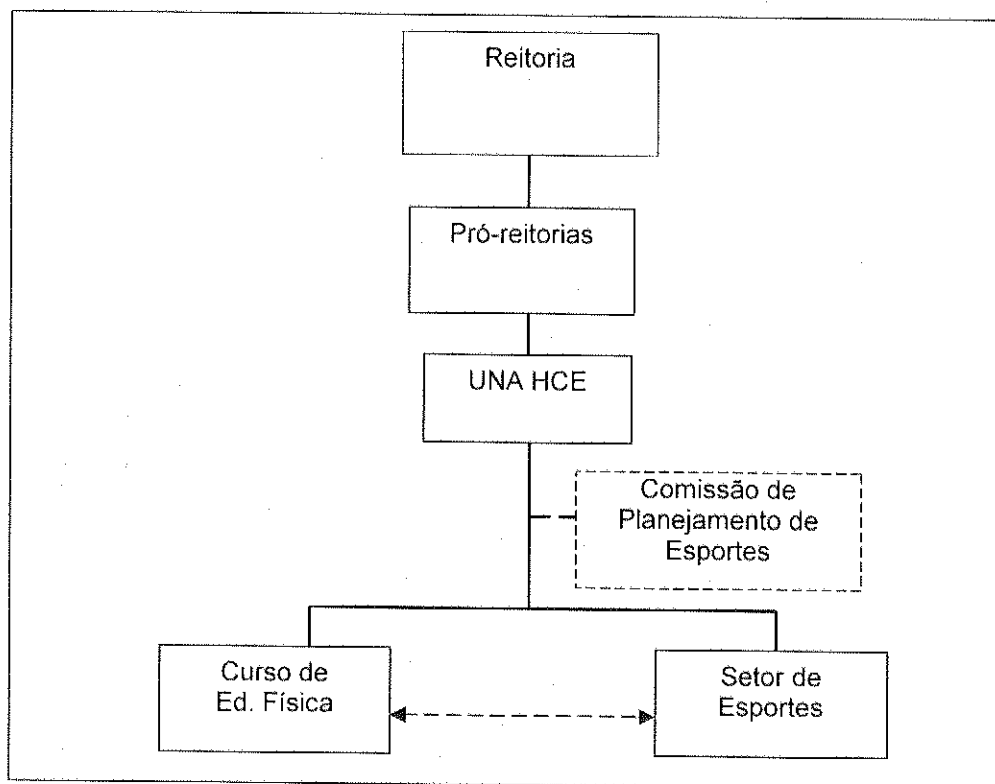 Reitoria
Pró-reitorias
UNA HCE
Comissão de
Planejamento de
Esportes
Curso de
Ed. Física
Setor de
Esportes